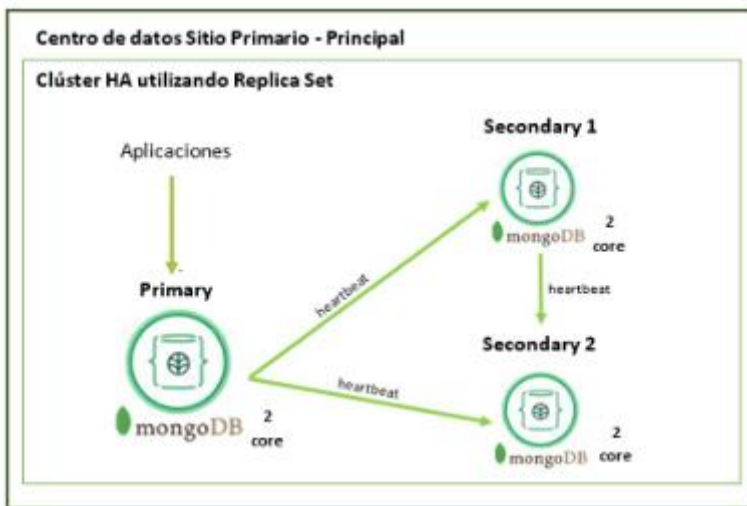 Centro de datos Sitio Primario - Principal
Clúster HA utilizando Replica Set
Aplicaciones
Primary
mongoDB
2
core
heartbeat
heartbeat
Secondary 1
mongoDB
2
core
heartbeat
Secondary 2
mongoDB
2
core